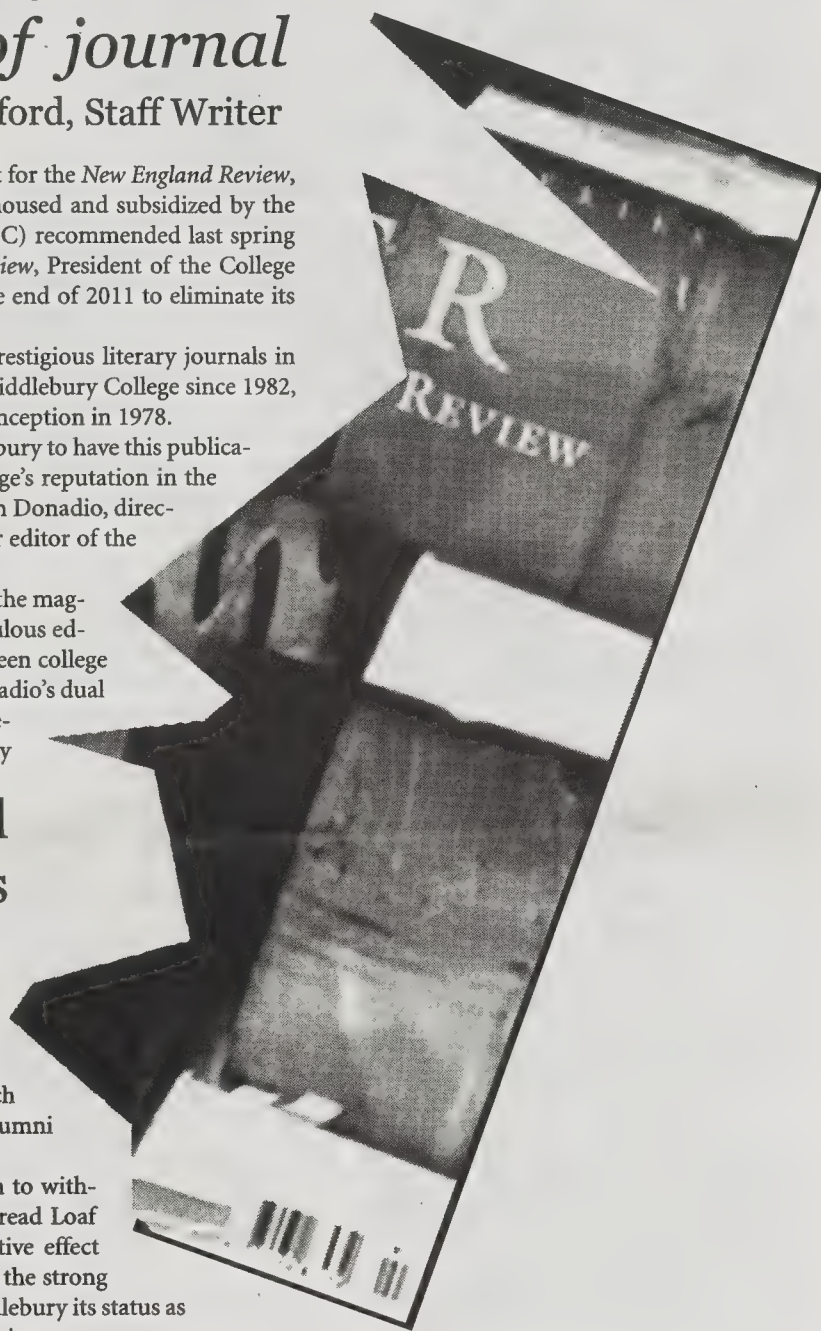 of journal
ford, Staff Writer
for the New England Review,
housed and subsidized by the
C) recommended last spring
iew, President of the College
e end of 2011 to eliminate its
restigious literary journals in
iddlebury College since 1982,
nception in 1978.
bury to have this publica-
ge's reputation in the
n Donadio, direc-
r editor of the
the mag-
ulous ed-
een college
adio's dual
e-
y
l
s
ch
umni
n to with-
read Loaf
tive effect
the strong
dlebury its status as
R
REVIEW